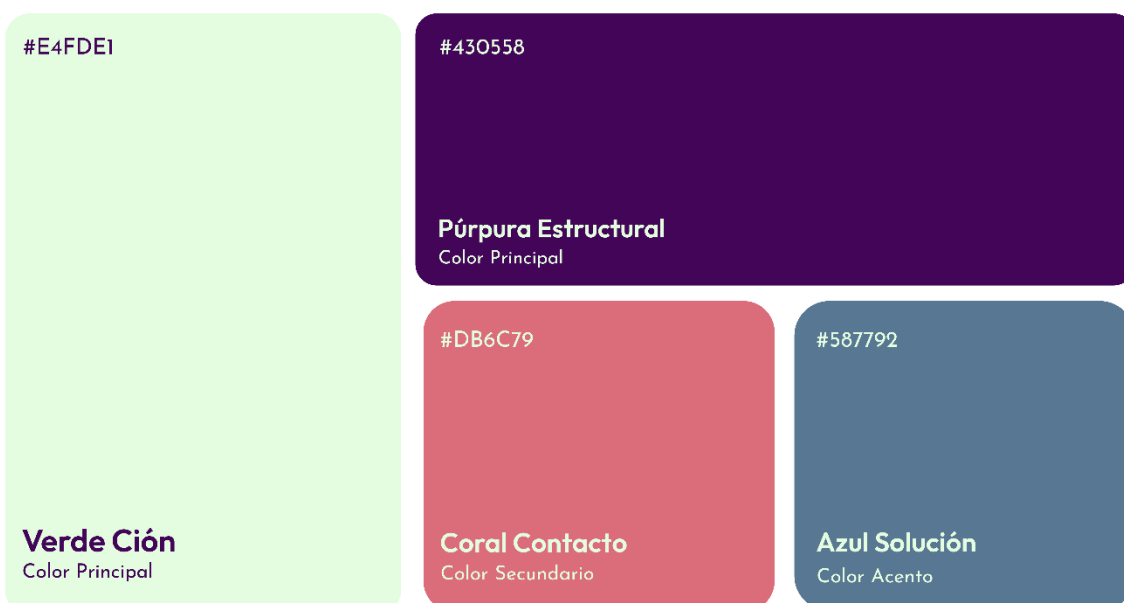 #E4FDE1
Verde Ción
Color Principal
#430558
Púrpura Estructural
Color Principal
#DB6C79
Coral Contacto
Color Secundario
#587792
Azul Solución
Color Acento